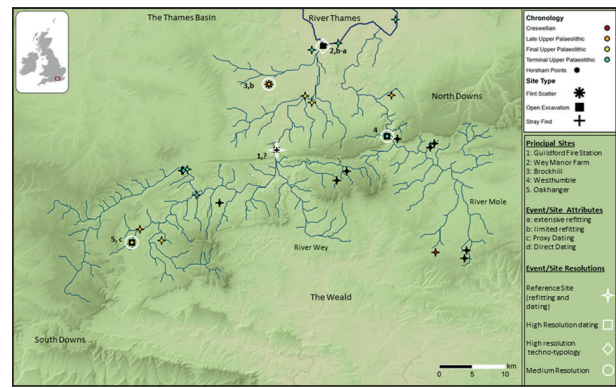 The Thames Basin
River Thames
2,b-a
3,b
North Downs
4
1,?
River Mole
5, c
River Wey
The Weald
South Downs
km
0 5 10
Chronology
Creswellian
Late Upper Palaeolithic
Final Upper Palaeolithic
Terminal Upper Palaeolithic
Horsham Points
Site Type
Flint Scatter
Open Excavation
Stray Find
Principal Sites
1: Guildford Fire Station
2: Wey Manor Farm
3: Brockhill
4: Westhumble
5. Oakhanger
Event/Site Attributes
a: extensive refitting
b: limited refitting
c: Proxy Dating
d: Direct Dating
Event/Site Resolutions
Reference Site
(refitting and
dating)
High Resolution dating
High resolution
techno-typology
Medium Resolution